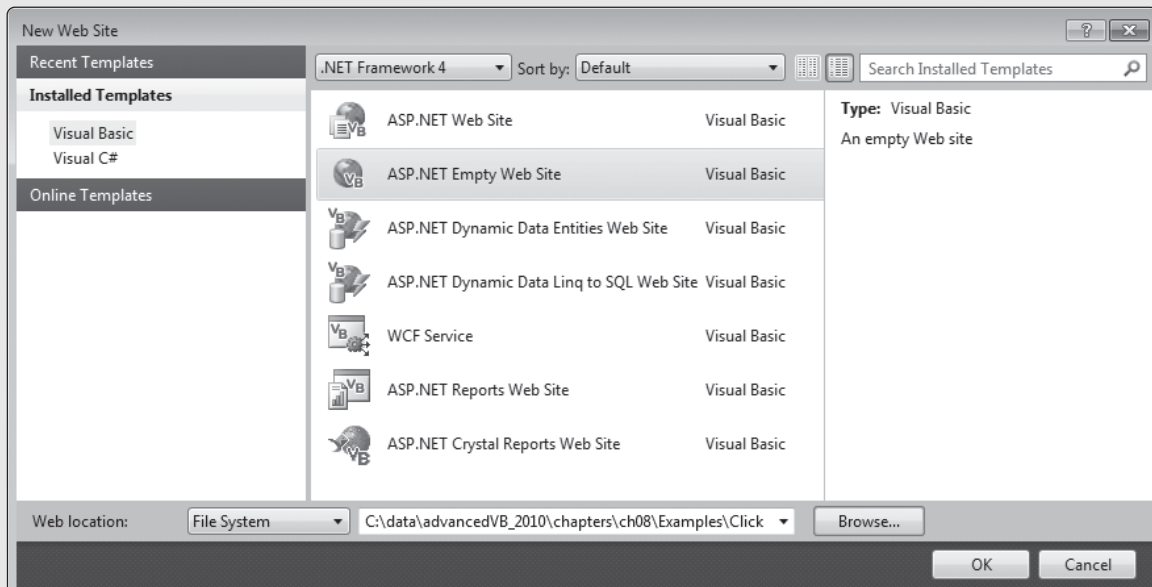 New Web Site
Recent Templates
Installed Templates
Visual Basic
Visual C#
Online Templates
.NET Framework 4
Sort by: Default
Search Installed Templates
ASP.NET Web Site Visual Basic
ASP.NET Empty Web Site Visual Basic
ASP.NET Dynamic Data Entities Web Site Visual Basic
ASP.NET Dynamic Data Linq to SQL Web Site Visual Basic
WCF Service Visual Basic
ASP.NET Reports Web Site Visual Basic
ASP.NET Crystal Reports Web Site Visual Basic
Type: Visual Basic
An empty Web site
Web location: File System C:\data\advancedVB_2010\chapters\ch08\Examples\Click Browse...
OK Cancel